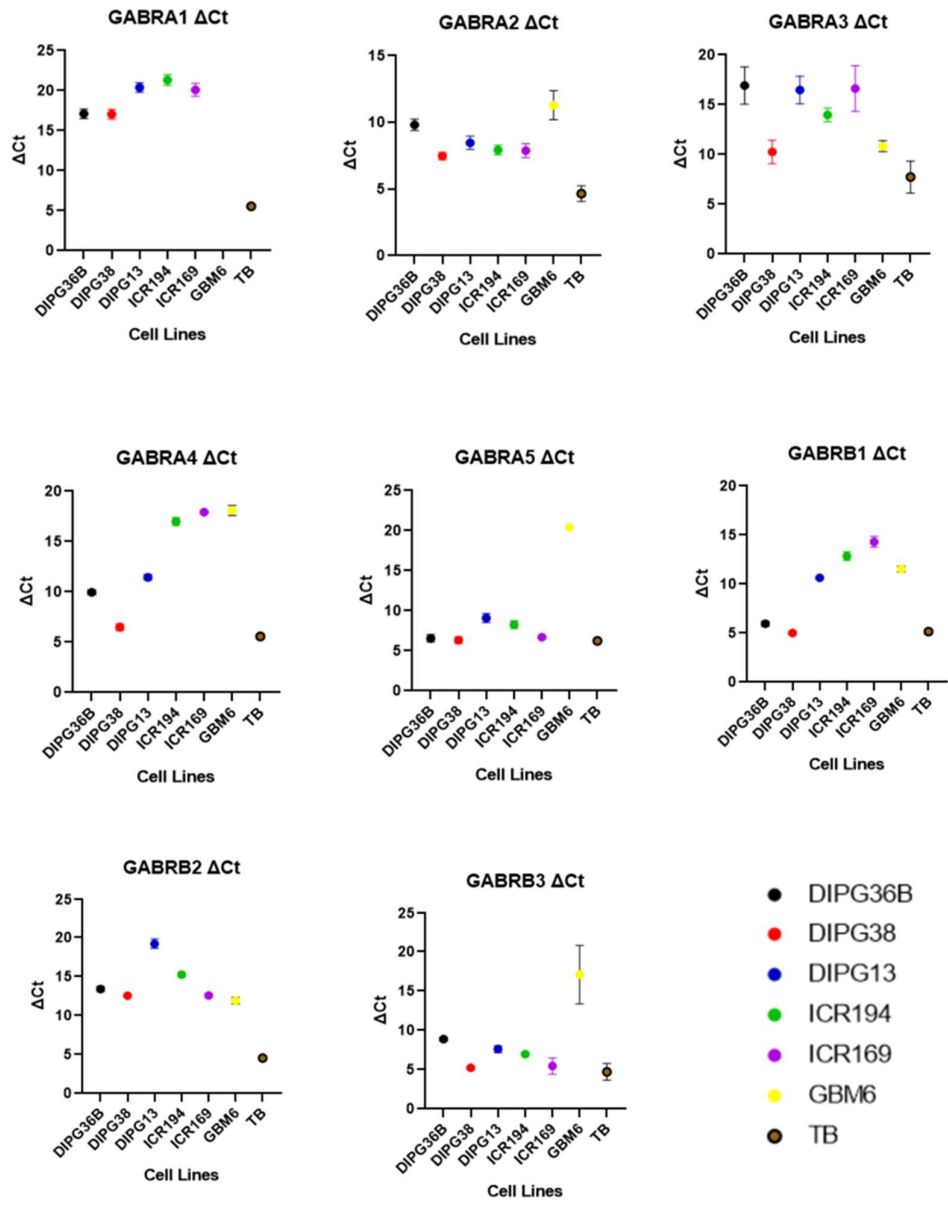 GABRA1 ΔCt
25
20
15
10
5
0
ΔCt
DIPG36B
DIPG38
DIPG13
ICR194
ICR169
GBM6
TB
Cell Lines
GABRA2 ΔCt
15
10
5
0
ΔCt
DIPG36B
DIPG38
DIPG13
ICR194
ICR169
GBM6
TB
Cell Lines
GABRA3 ΔCt
20
15
10
5
0
ΔCt
DIPG36B
DIPG38
DIPG13
ICR194
ICR169
GBM6
TB
Cell Lines
GABRA4 ΔCt
20
15
10
5
0
ΔCt
DIPG36B
DIPG38
DIPG13
ICR194
ICR169
GBM6
TB
Cell Lines
GABRA5 ΔCt
25
20
15
10
5
0
ΔCt
DIPG36B
DIPG38
DIPG13
ICR194
ICR169
GBM6
TB
Cell Lines
GABRB1 ΔCt
20
15
10
5
0
ΔCt
DIPG36B
DIPG38
DIPG13
ICR194
ICR169
GBM6
TB
Cell Lines
GABRB2 ΔCt
25
20
15
10
5
0
ΔCt
DIPG36B
DIPG38
DIPG13
ICR194
ICR169
GBM6
TB
Cell Lines
GABRB3 ΔCt
25
20
15
10
5
0
ΔCt
DIPG36B
DIPG38
DIPG13
ICR194
ICR169
GBM6
TB
Cell Lines
DIPG36B
DIPG38
DIPG13
ICR194
ICR169
GBM6
TB